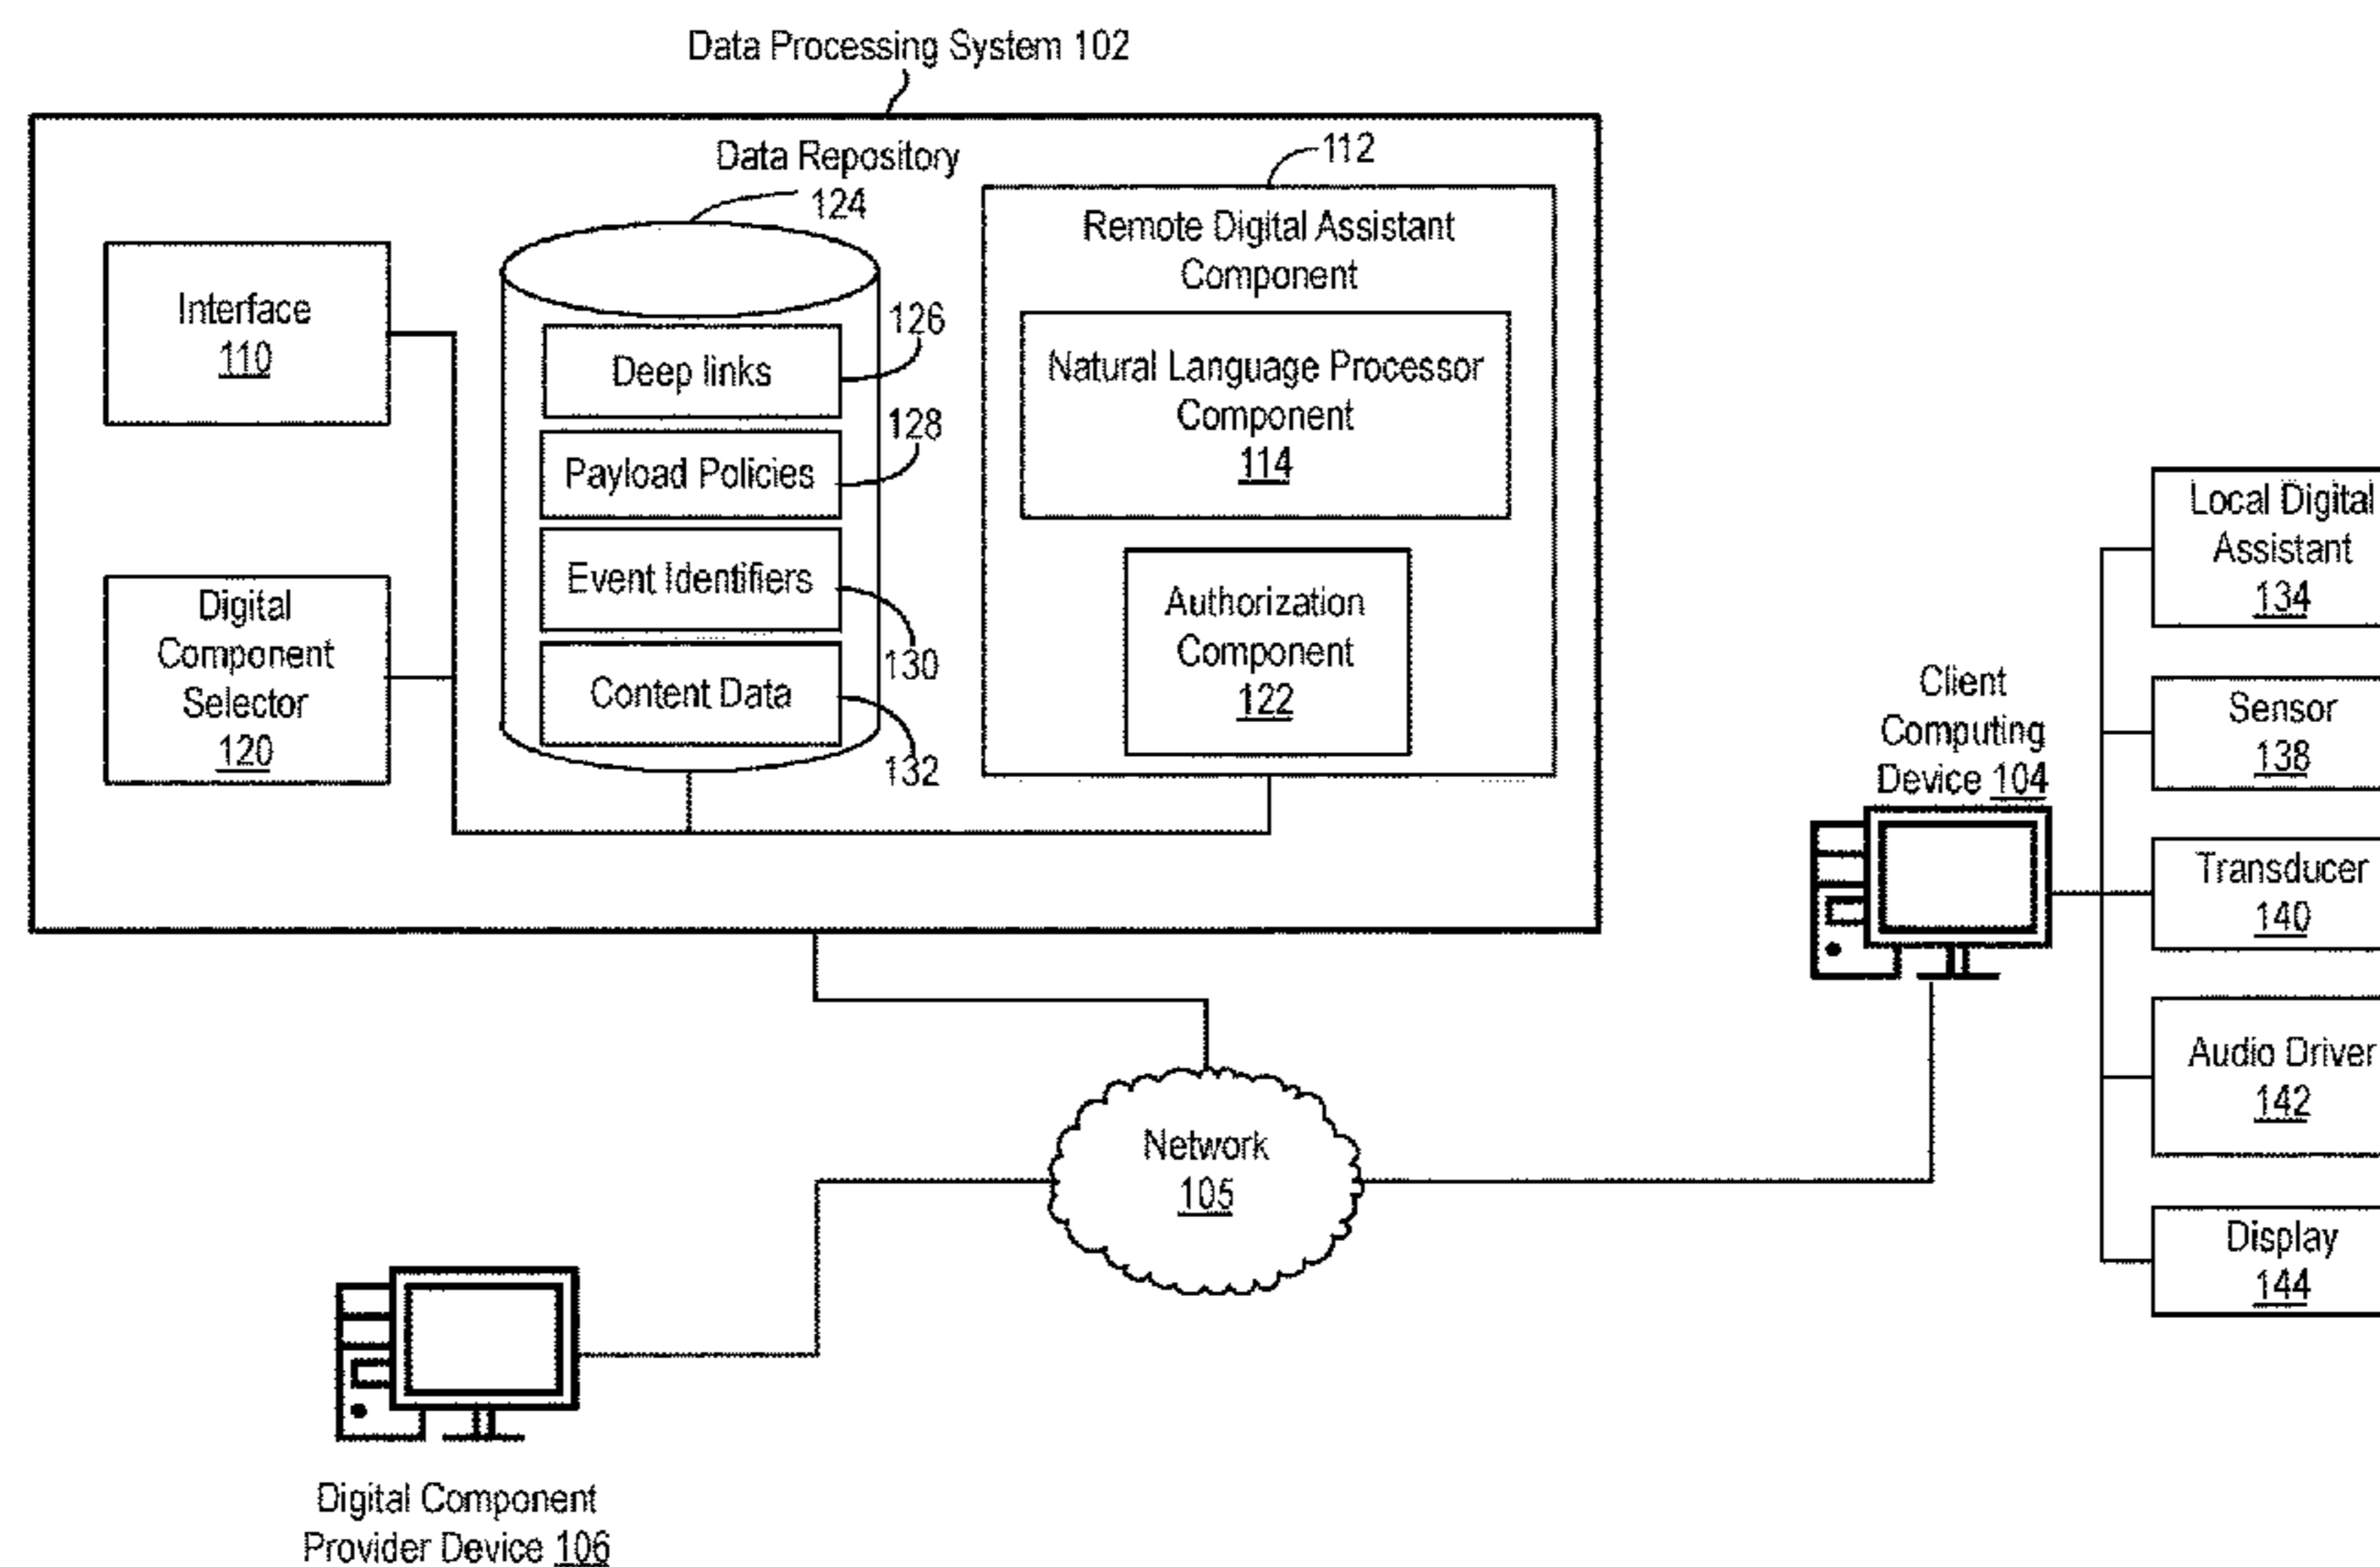 Data Processing System 102
Data Repository
124
112
Interface
110
Digital
Component
Selector
120
Deep links
126
Payload Policies
128
Event Identifiers
130
Content Data
132
Remote Digital Assistant
Component
Natural Language Processor
Component
114
Authorization
Component
122
Client
Computing
Device 104
Local Digital
Assistant
134
Sensor
138
Transducer
140
Audio Driver
142
Display
144
Network
105
Digital Component
Provider Device 106